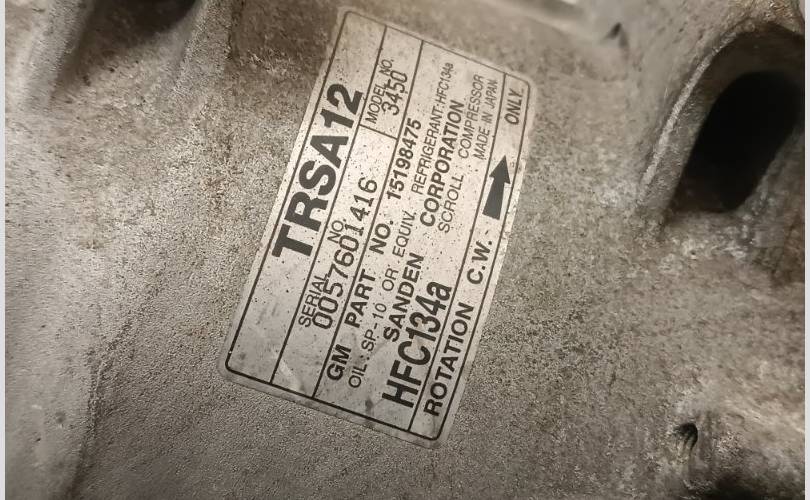 TRSA12
SERIAL NO. MODEL NO.
0057601416 3450
GM PART NO. 15198475
OIL : SP-10 OR EQUIV. REFRIGERANT:HFC134a
SANDEN CORPORATION
HFC134a SCROLL COMPRESSOR
MADE IN JAPAN
ROTATION C.W. ONLY